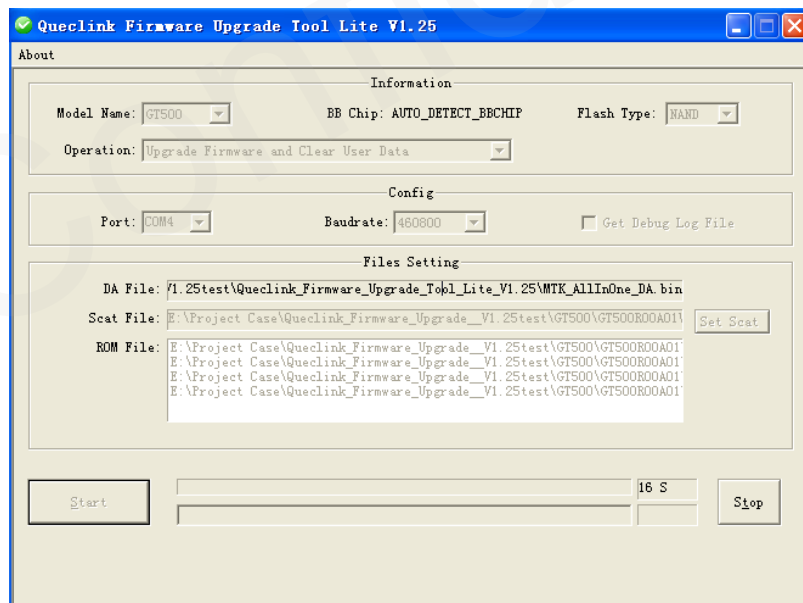 Queclink Firmware Upgrade Tool Lite V1.25
About
Information
Model Name: GT500 BB Chip: AUTO_DETECT_BBCHIP Flash Type: NAND
Operation: Upgrade Firmware and Clear User Data
Config
Port: COM4 Baudrate: 460800 Get Debug Log File
Files Setting
DA File: V1.25test\Queclink_Firmware_Upgrade_Tool_Lite_V1.25\MTK_AllInOne_DA.bin
Scat File: E:\Project Case\Queclink_Firmware_Upgrade__V1.25test\GT500\GT500R00A01\ Set Scat
ROM File: E:\Project Case\Queclink_Firmware_Upgrade__V1.25test\GT500\GT500R00A01
E:\Project Case\Queclink_Firmware_Upgrade__V1.25test\GT500\GT500R00A01
E:\Project Case\Queclink_Firmware_Upgrade__V1.25test\GT500\GT500R00A01
E:\Project Case\Queclink_Firmware_Upgrade__V1.25test\GT500\GT500R00A01
16 S
Start Stop